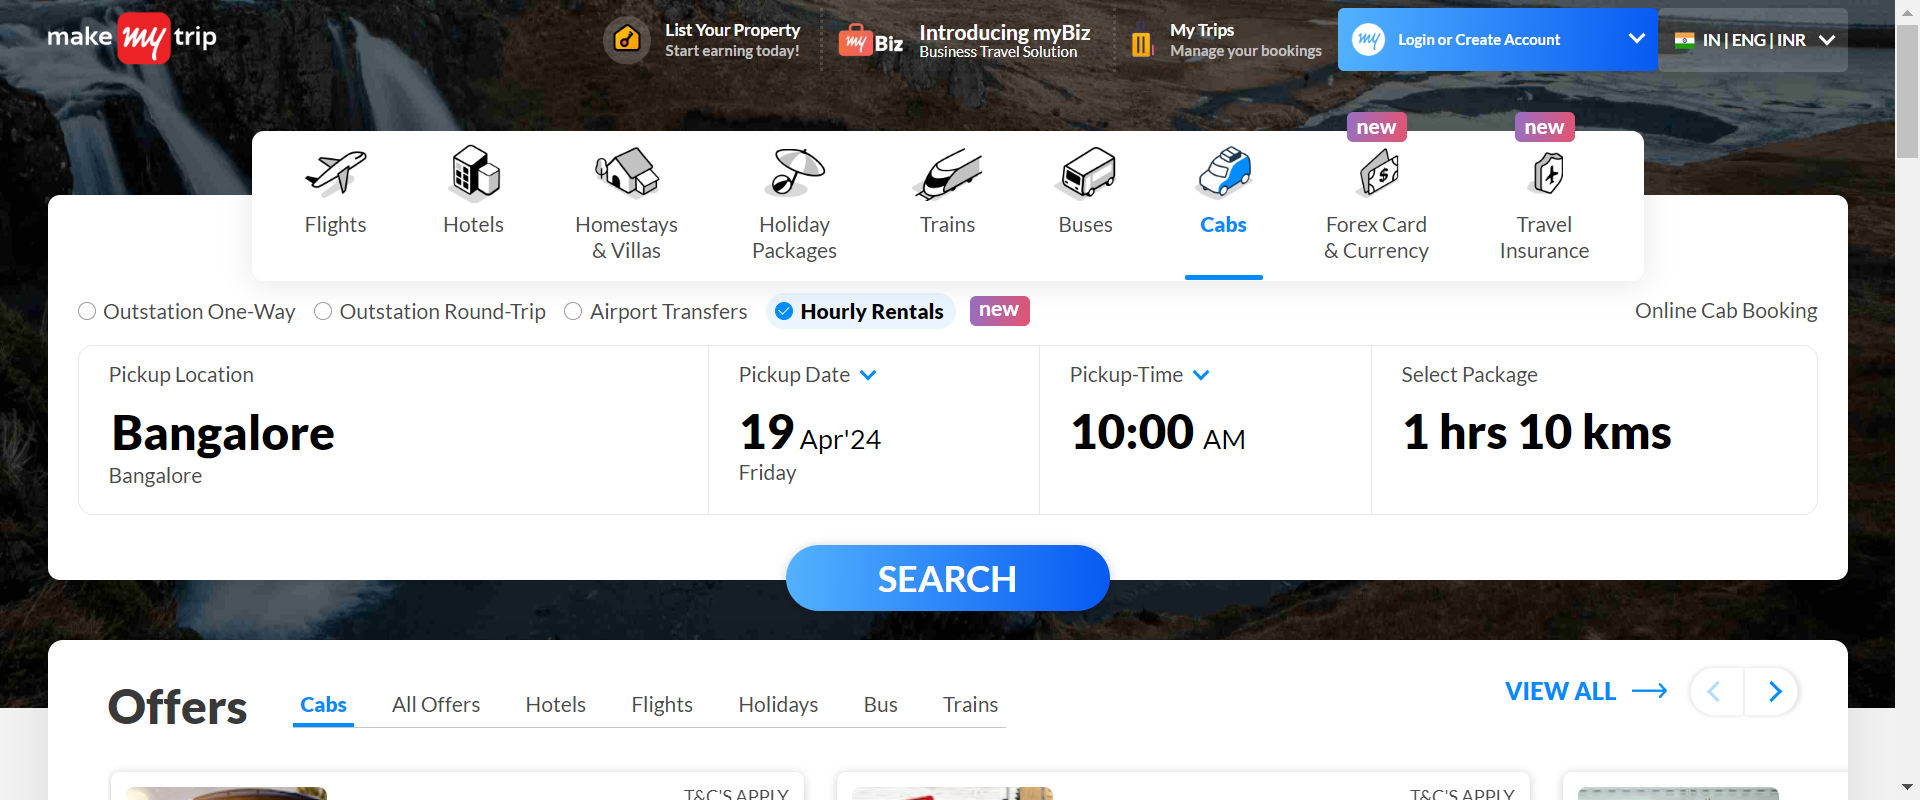 make my trip
List Your Property
Start earning today!
my Biz
Introducing myBiz
Business Travel Solution
My Trips
Manage your bookings
my Login or Create Account
IN | ENG | INR
new
new
Flights
Hotels
Homestays
& Villas
Holiday
Packages
Trains
Buses
Cabs
Forex Card
& Currency
Travel
Insurance
Outstation One-Way
Outstation Round-Trip
Airport Transfers
Hourly Rentals
new
Online Cab Booking
Pickup Location
Bangalore
Bangalore
Pickup Date
19 Apr'24
Friday
Pickup-Time
10:00 AM
Select Package
1 hrs 10 kms
SEARCH
Offers
Cabs
All Offers
Hotels
Flights
Holidays
Bus
Trains
VIEW ALL
T&C'S APPLY
T&C'S APPLY